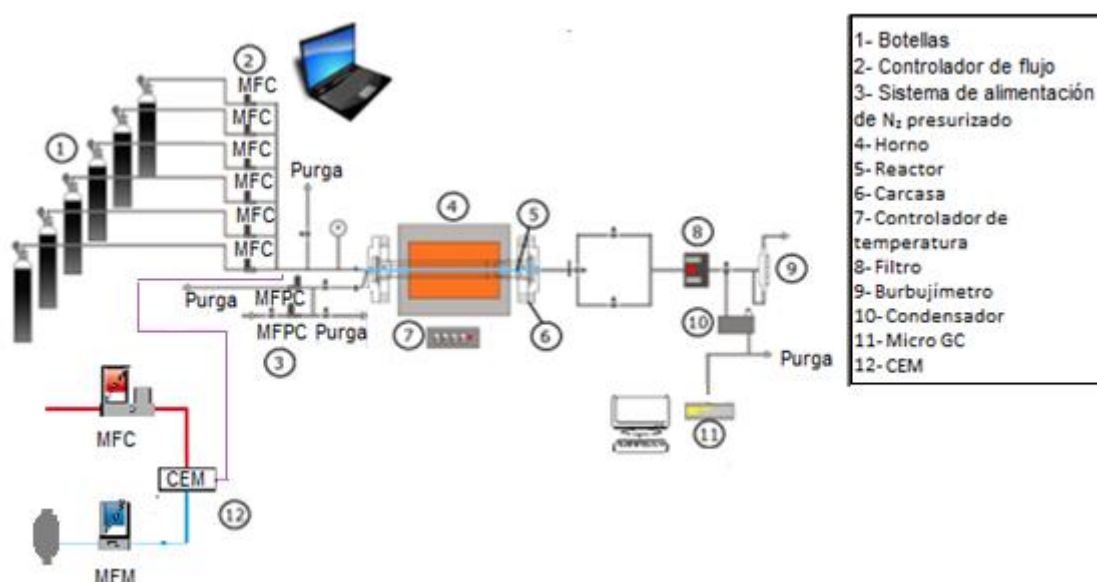 2
MFC
MFC
MFC
MFC
MFC
MFC
1
Purga
4
5
8
9
Purga
MFPC
MFPC
Purga
3
7
6
10
Purga
11
MFC
CEM
12
MFM
1- Botellas
2- Controlador de flujo
3- Sistema de alimentación
de N₂ presurizado
4- Horno
5- Reactor
6- Carcasa
7- Controlador de
temperatura
8- Filtro
9- Burbujímetro
10- Condensador
11- Micro GC
12- CEM